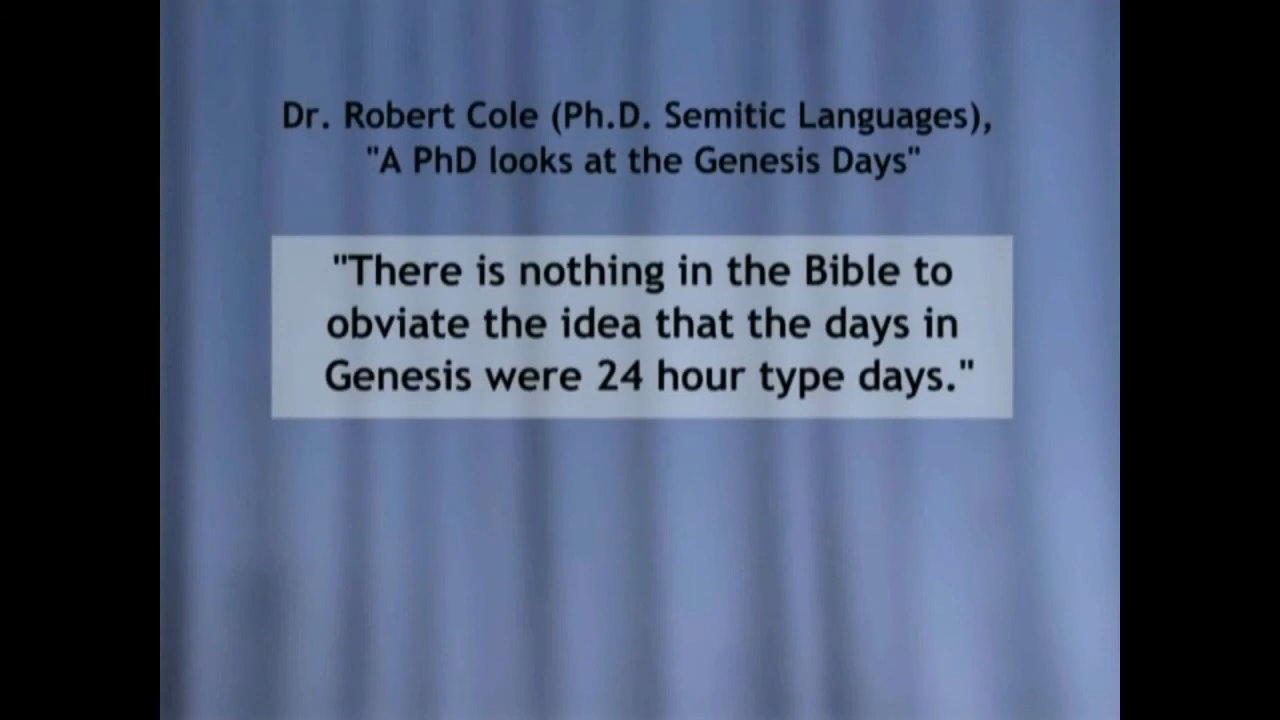 Dr. Robert Cole (Ph.D. Semitic Languages),
"A PhD looks at the Genesis Days"
"There is nothing in the Bible to
obviate the idea that the days in
Genesis were 24 hour type days."